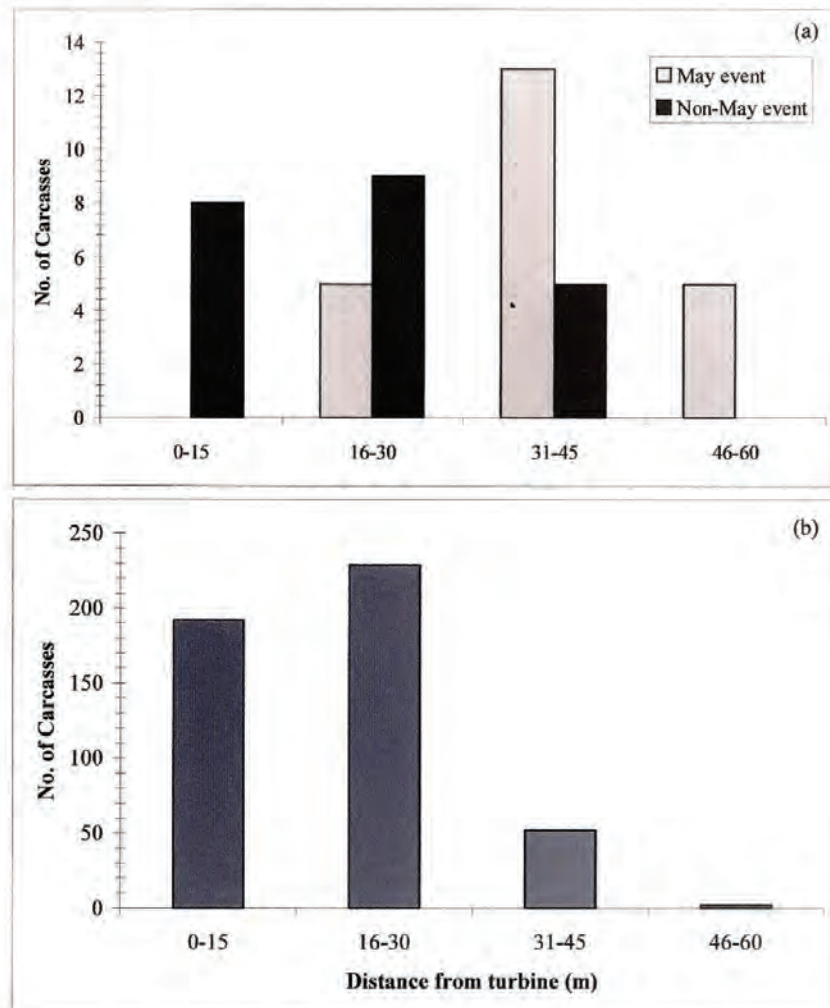 (a)
14
12
10
8
6
4
2
0
No. of Carcasses
May event
Non-May event
0-15 16-30 31-45 46-60
(b)
250
200
150
100
50
0
No. of Carcasses
0-15 16-30 31-45 46-60
Distance from turbine (m)